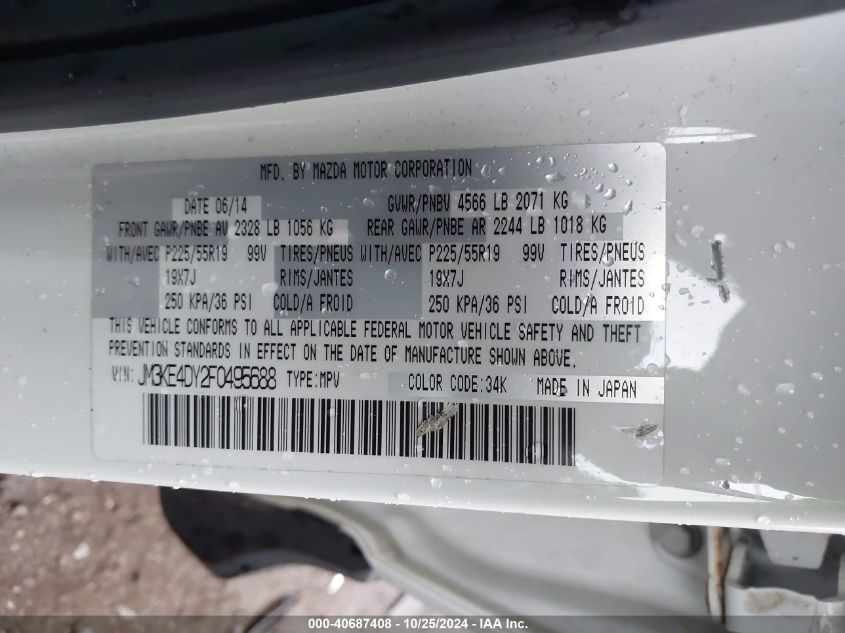 MFD. BY MAZDA MOTOR CORPORATION
DATE 06/14 GVWR/PNBV 4566 LB 2071 KG
FRONT GAWR/PNBE AV 2328 LB 1056 KG REAR GAWR/PNBE AR 2244 LB 1018 KG
WITH/AVEC P225/55R19 99V TIRES/PNEUS WITH/AVEC P225/55R19 99V TIRES/PNEUS
19X7J RIMS/JANTES 19X7J RIMS/JANTES
250 KPA/36 PSI COLD/A FROID 250 KPA/36 PSI COLD/A FROID
THIS VEHICLE CONFORMS TO ALL APPLICABLE FEDERAL MOTOR VEHICLE SAFETY AND THEFT
PREVENTION STANDARDS IN EFFECT ON THE DATE OF MANUFACTURE SHOWN ABOVE.
VIN: JM3KE4DY2F0495688 TYPE:MPV COLOR CODE:34K MADE IN JAPAN
000-40687408 - 10/25/2024 - IAA Inc.